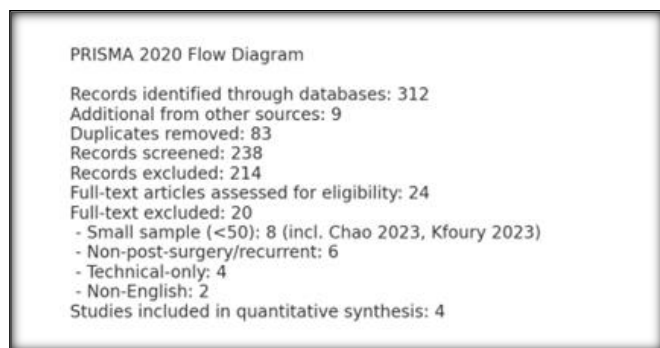 PRISMA 2020 Flow Diagram
Records identified through databases: 312
Additional from other sources: 9
Duplicates removed: 83
Records screened: 238
Records excluded: 214
Full-text articles assessed for eligibility: 24
Full-text excluded: 20
- Small sample (<50): 8 (incl. Chao 2023, Kfoury 2023)
- Non-post-surgery/recurrent: 6
- Technical-only: 4
- Non-English: 2
Studies included in quantitative synthesis: 4